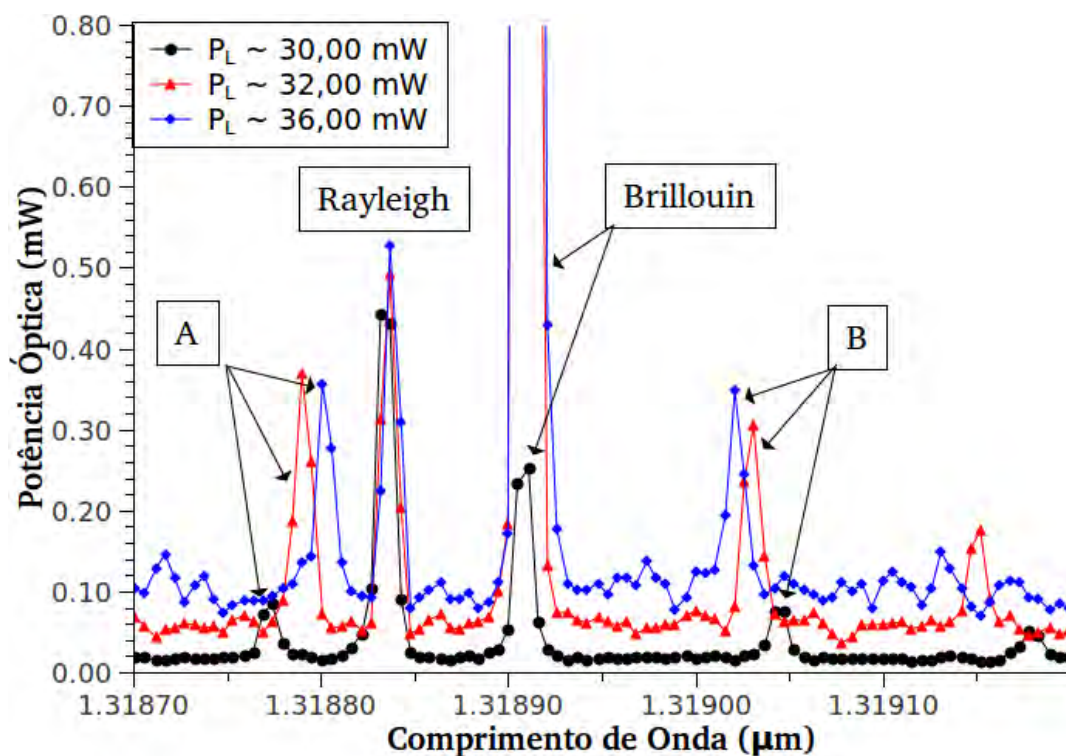 0.80
0.70
0.60
0.50
0.40
0.30
0.20
0.10
0.00
Potência Óptica (mW)
P_L ~ 30,00 mW
P_L ~ 32,00 mW
P_L ~ 36,00 mW
Rayleigh
Brillouin
A
B
1.31870
1.31880
1.31890
1.31900
1.31910
Comprimento de Onda (μm)